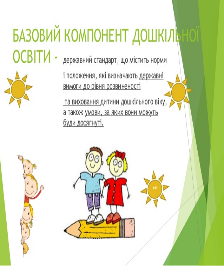 БАЗОВИЙ КОМПОНЕНТ ДОШКІЛЬНОЇ
ОСВІТИ - державний стандарт, що містить норми
і положення, які визначають державні
вимоги до рівня розвиненості
та виховання дитини дошкільного віку,
а також умови, за яких вони можуть
бути досягнуті.